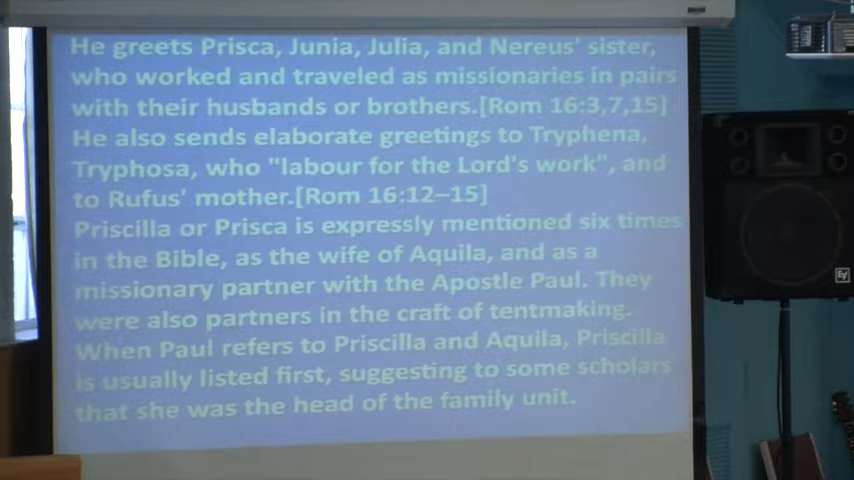 He greets Prisca, Junia, Julia, and Nereus' sister,
who worked and traveled as missionaries in pairs
with their husbands or brothers.[Rom 16:3,7,15]
He also sends elaborate greetings to Tryphena,
Tryphosa, who "labour for the Lord's work", and
to Rufus' mother.[Rom 16:12–15]
Priscilla or Prisca is expressly mentioned six times
in the Bible, as the wife of Aquila, and as a
missionary partner with the Apostle Paul. They
were also partners in the craft of tentmaking.
When Paul refers to Priscilla and Aquila, Priscilla
is usually listed first, suggesting to some scholars
that she was the head of the family unit.
EV